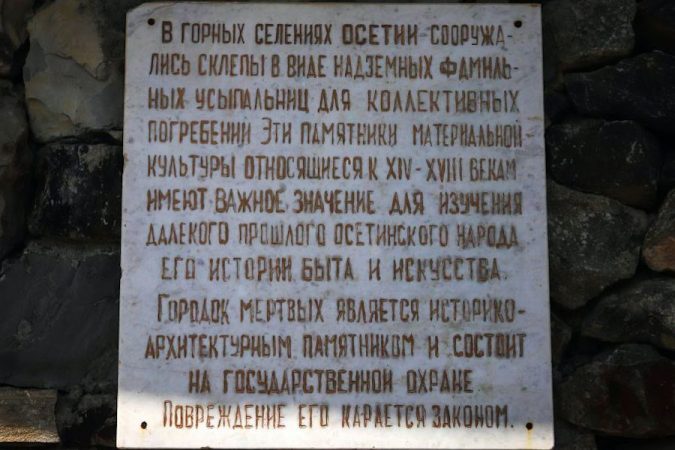 В ГОРНЫХ СЕЛЕНИЯХ ОСЕТИИ СООРУЖА-
ЛИСЬ СКЛЕПЫ В ВИДЕ НАДЗЕМНЫХ ФАМИЛЬ-
НЫХ УСЫПАЛЬНИЦ ДЛЯ КОЛЛЕКТИВНЫХ
ПОГРЕБЕНИЙ ЭТИ ПАМЯТНИКИ МАТЕРИАЛЬНОЙ
КУЛЬТУРЫ ОТНОСЯЩИЕСЯ К XIV-XVIII ВЕКАМ
ИМЕЮТ ВАЖНОЕ ЗНАЧЕНИЕ ДЛЯ ИЗУЧЕНИЯ
ДАЛЕКОГО ПРОШЛОГО ОСЕТИНСКОГО НАРОДА
ЕГО ИСТОРИИ БЫТА И ИСКУССТВА.
ГОРОДОК МЕРТВЫХ ЯВЛЯЕТСЯ ИСТОРИКО-
АРХИТЕКТУРНЫМ ПАМЯТНИКОМ И СОСТОИТ
НА ГОСУДАРСТВЕННОЙ ОХРАНЕ
ПОВРЕЖДЕНИЕ ЕГО КАРАЕТСЯ ЗАКОНОМ.